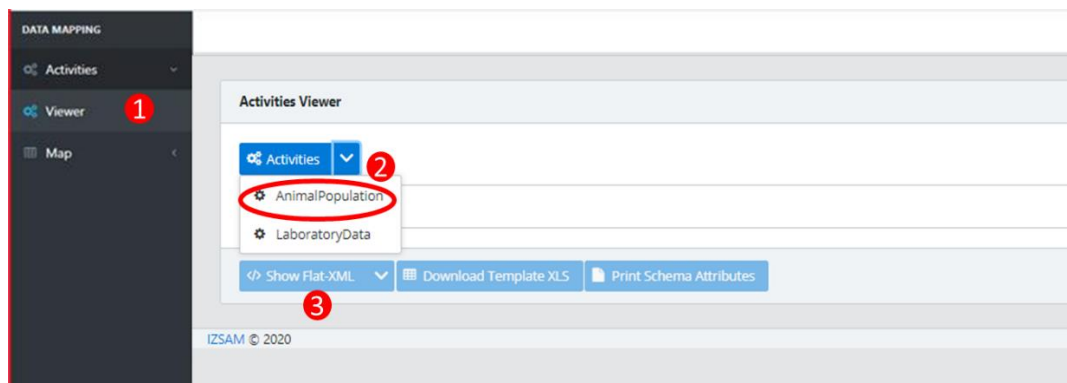 DATA MAPPING
Activities
Viewer
1
Map
Activities Viewer
Activities
2
AnimalPopulation
LaboratoryData
</> Show Flat-XML
Download Template XLS
Print Schema Attributes
3
IZSAM © 2020